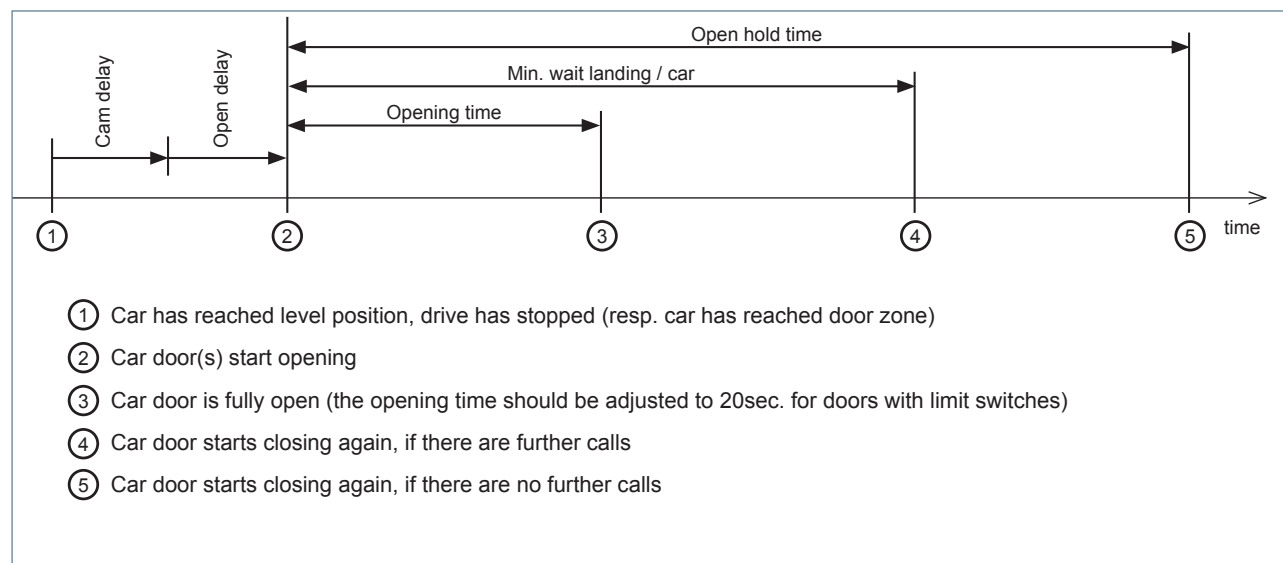 Open hold time
Min. wait landing / car
Opening time
Cam delay
Open delay
time
1
2
3
4
5
1 Car has reached level position, drive has stopped (resp. car has reached door zone)
2 Car door(s) start opening
3 Car door is fully open (the opening time should be adjusted to 20sec. for doors with limit switches)
4 Car door starts closing again, if there are further calls
5 Car door starts closing again, if there are no further calls